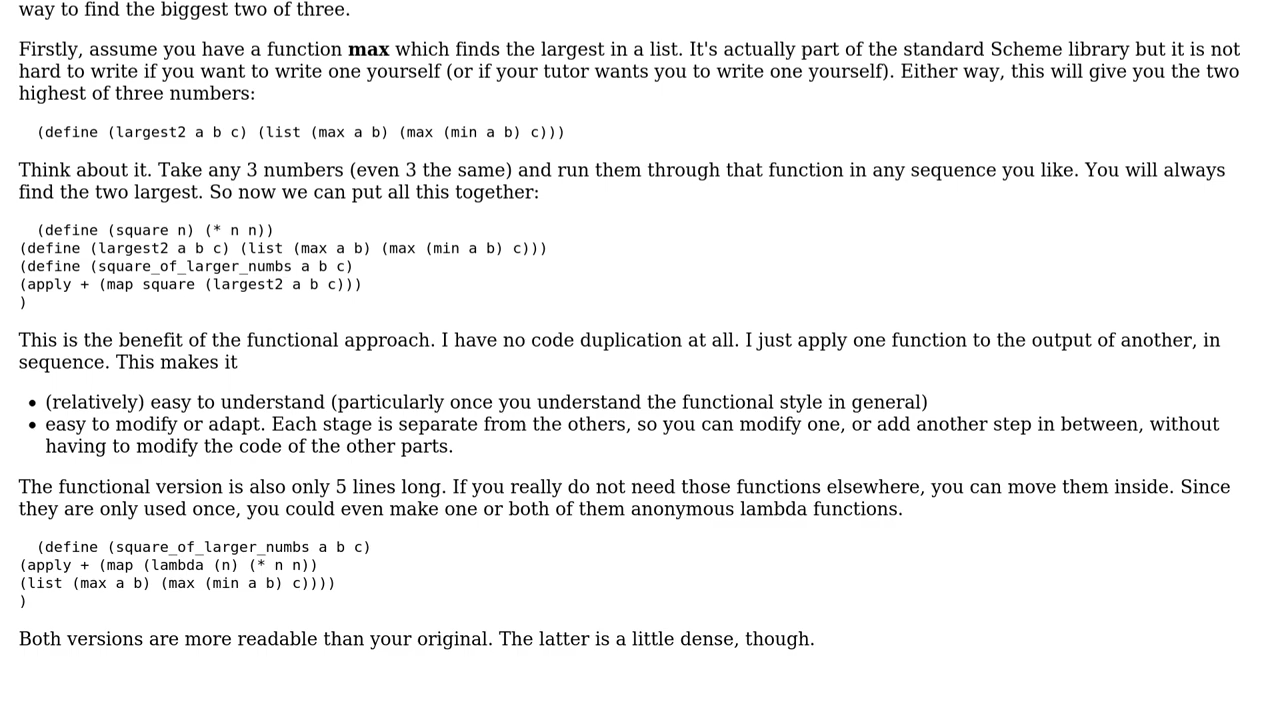 way to find the biggest two of three.
Firstly, assume you have a function max which finds the largest in a list. It's actually part of the standard Scheme library but it is not
hard to write if you want to write one yourself (or if your tutor wants you to write one yourself). Either way, this will give you the two
highest of three numbers:
(define (largest2 a b c) (list (max a b) (max (min a b) c)))
Think about it. Take any 3 numbers (even 3 the same) and run them through that function in any sequence you like. You will always
find the two largest. So now we can put all this together:
(define (square n) (* n n))
(define (largest2 a b c) (list (max a b) (max (min a b) c)))
(define (square_of_larger_numbs a b c)
(apply + (map square (largest2 a b c)))
)
This is the benefit of the functional approach. I have no code duplication at all. I just apply one function to the output of another, in
sequence. This makes it
• (relatively) easy to understand (particularly once you understand the functional style in general)
• easy to modify or adapt. Each stage is separate from the others, so you can modify one, or add another step in between, without
having to modify the code of the other parts.
The functional version is also only 5 lines long. If you really do not need those functions elsewhere, you can move them inside. Since
they are only used once, you could even make one or both of them anonymous lambda functions.
(define (square_of_larger_numbs a b c)
(apply + (map (lambda (n) (* n n))
(list (max a b) (max (min a b) c))))
)
Both versions are more readable than your original. The latter is a little dense, though.